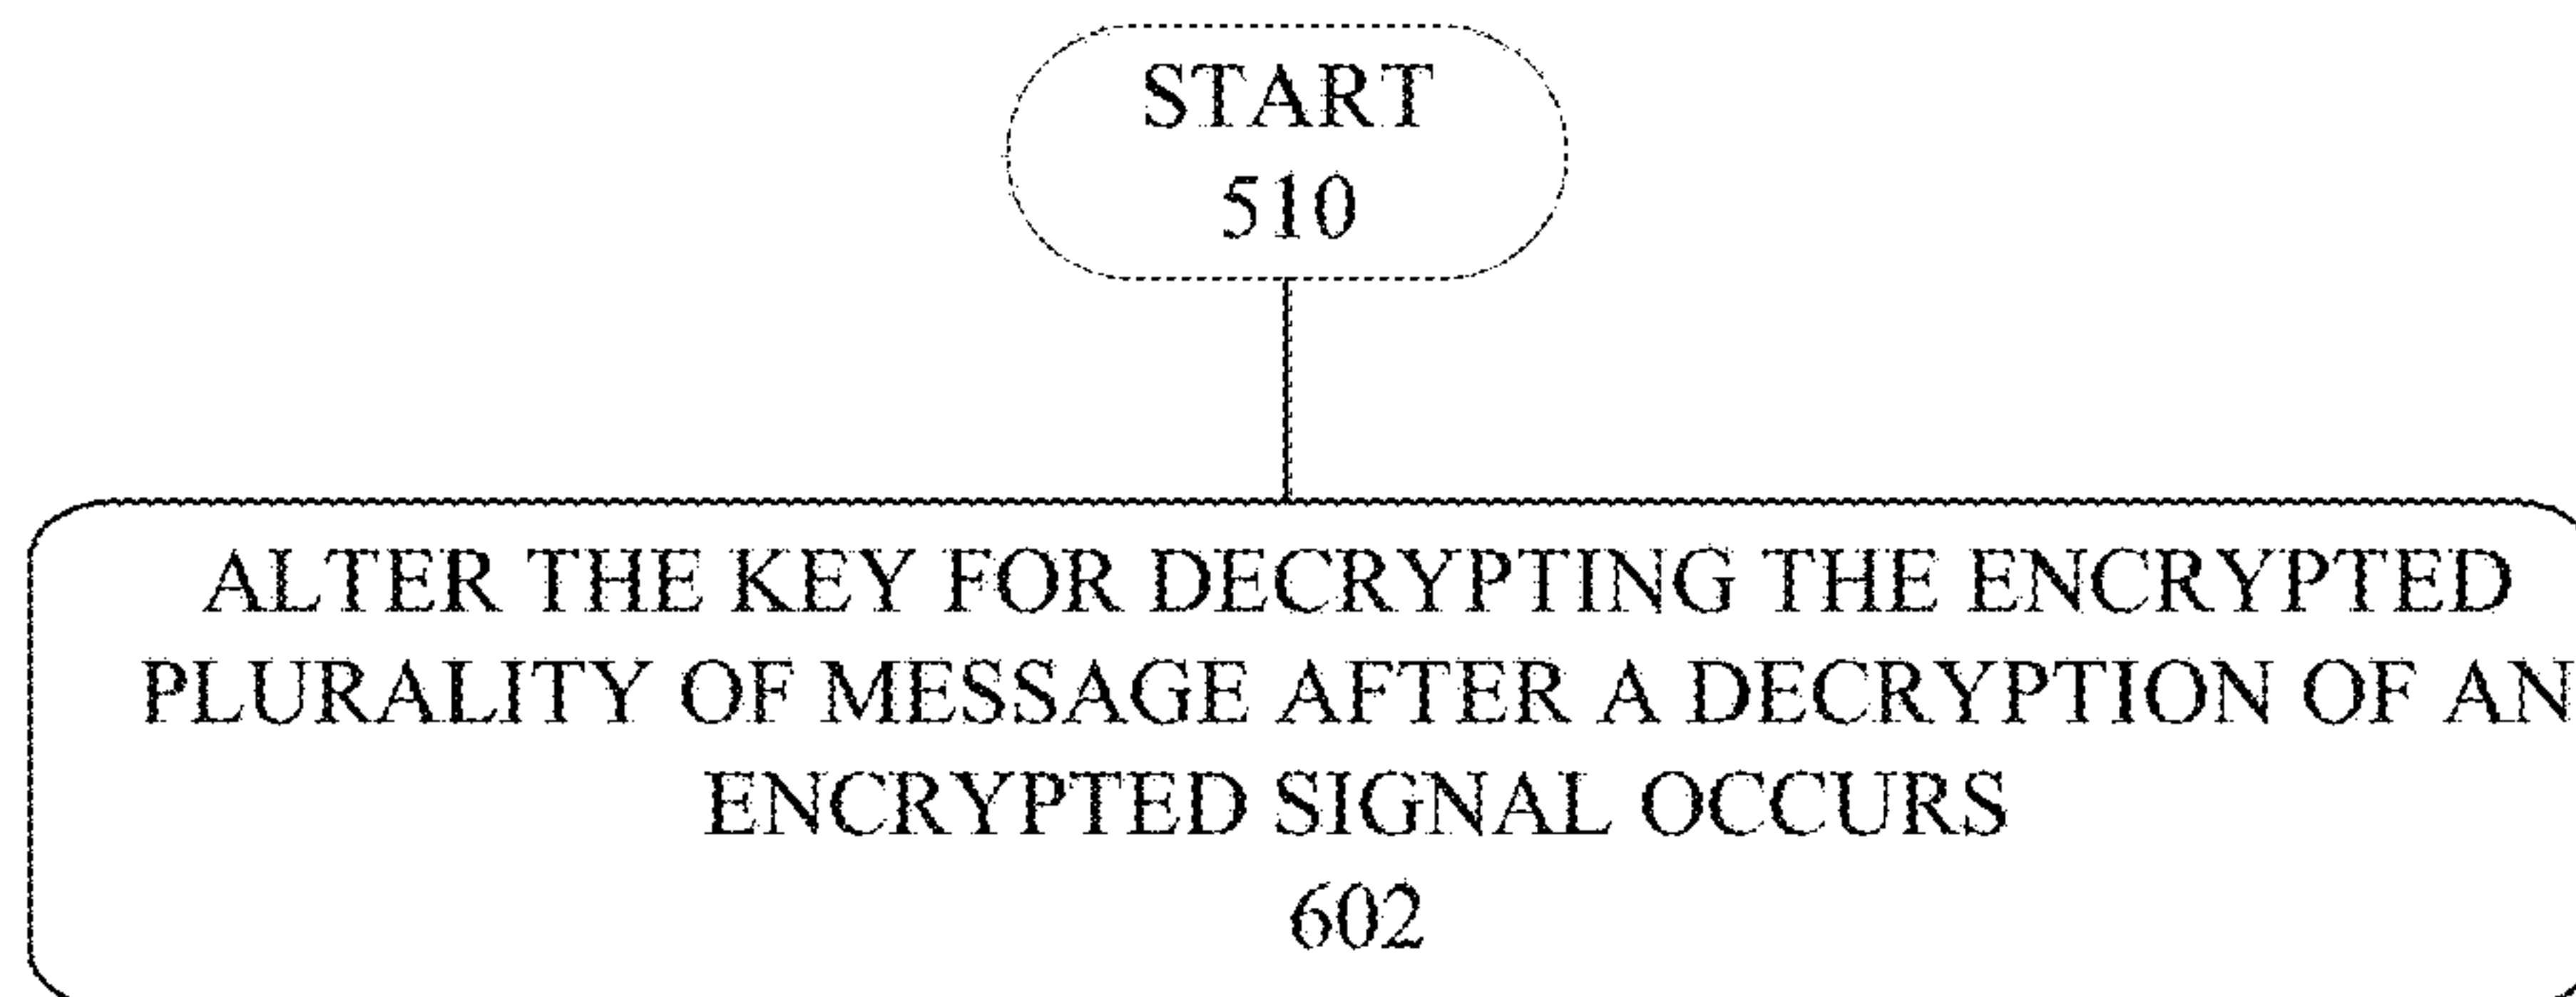 START
510
ALTER THE KEY FOR DECRYPTING THE ENCRYPTED
PLURALITY OF MESSAGE AFTER A DECRYPTION OF AN
ENCRYPTED SIGNAL OCCURS
602